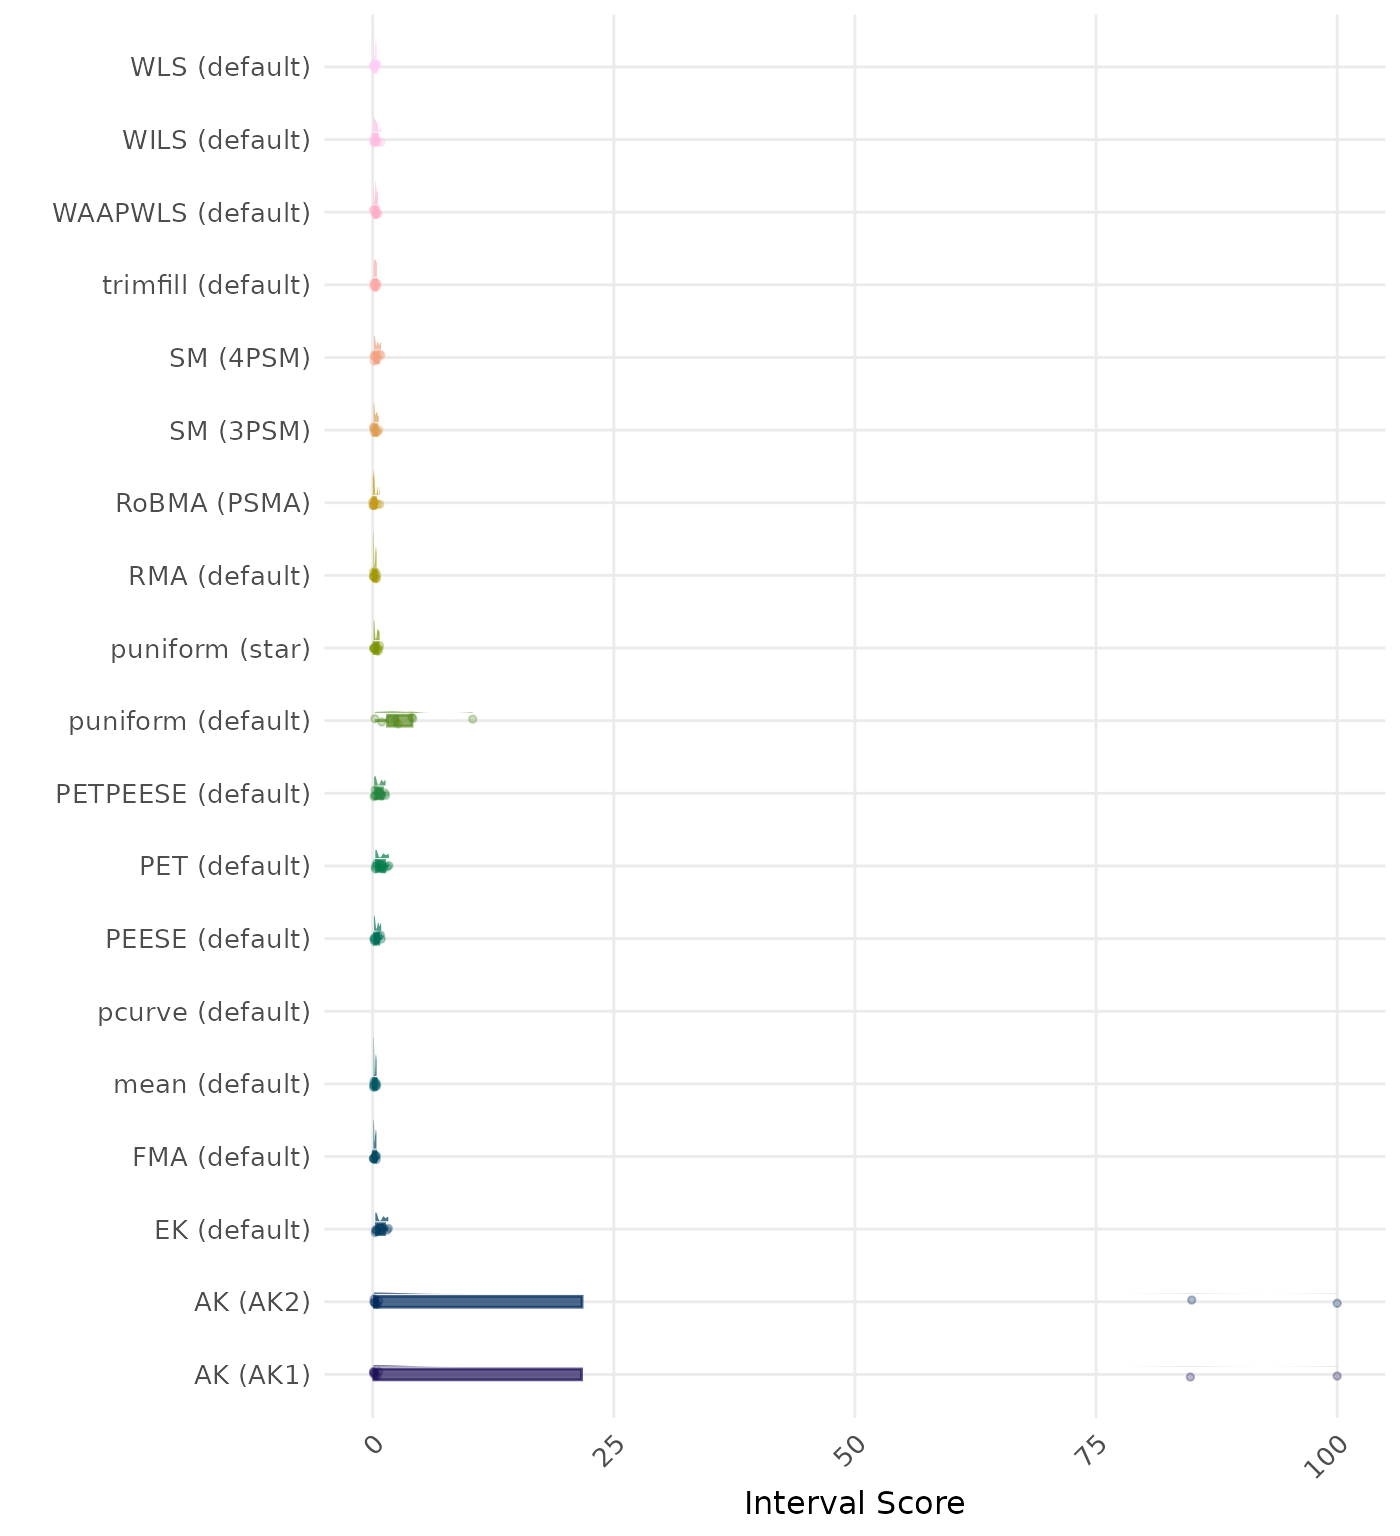 WLS (default)
WILS (default)
WAAPWLS (default)
trimfill (default)
SM (4PSM)
SM (3PSM)
RoBMA (PSMA)
RMA (default)
puniform (star)
puniform (default)
PETPEESE (default)
PET (default)
PEESE (default)
pcurve (default)
mean (default)
FMA (default)
EK (default)
AK (AK2)
AK (AK1)
0 25 50 75 100
Interval Score